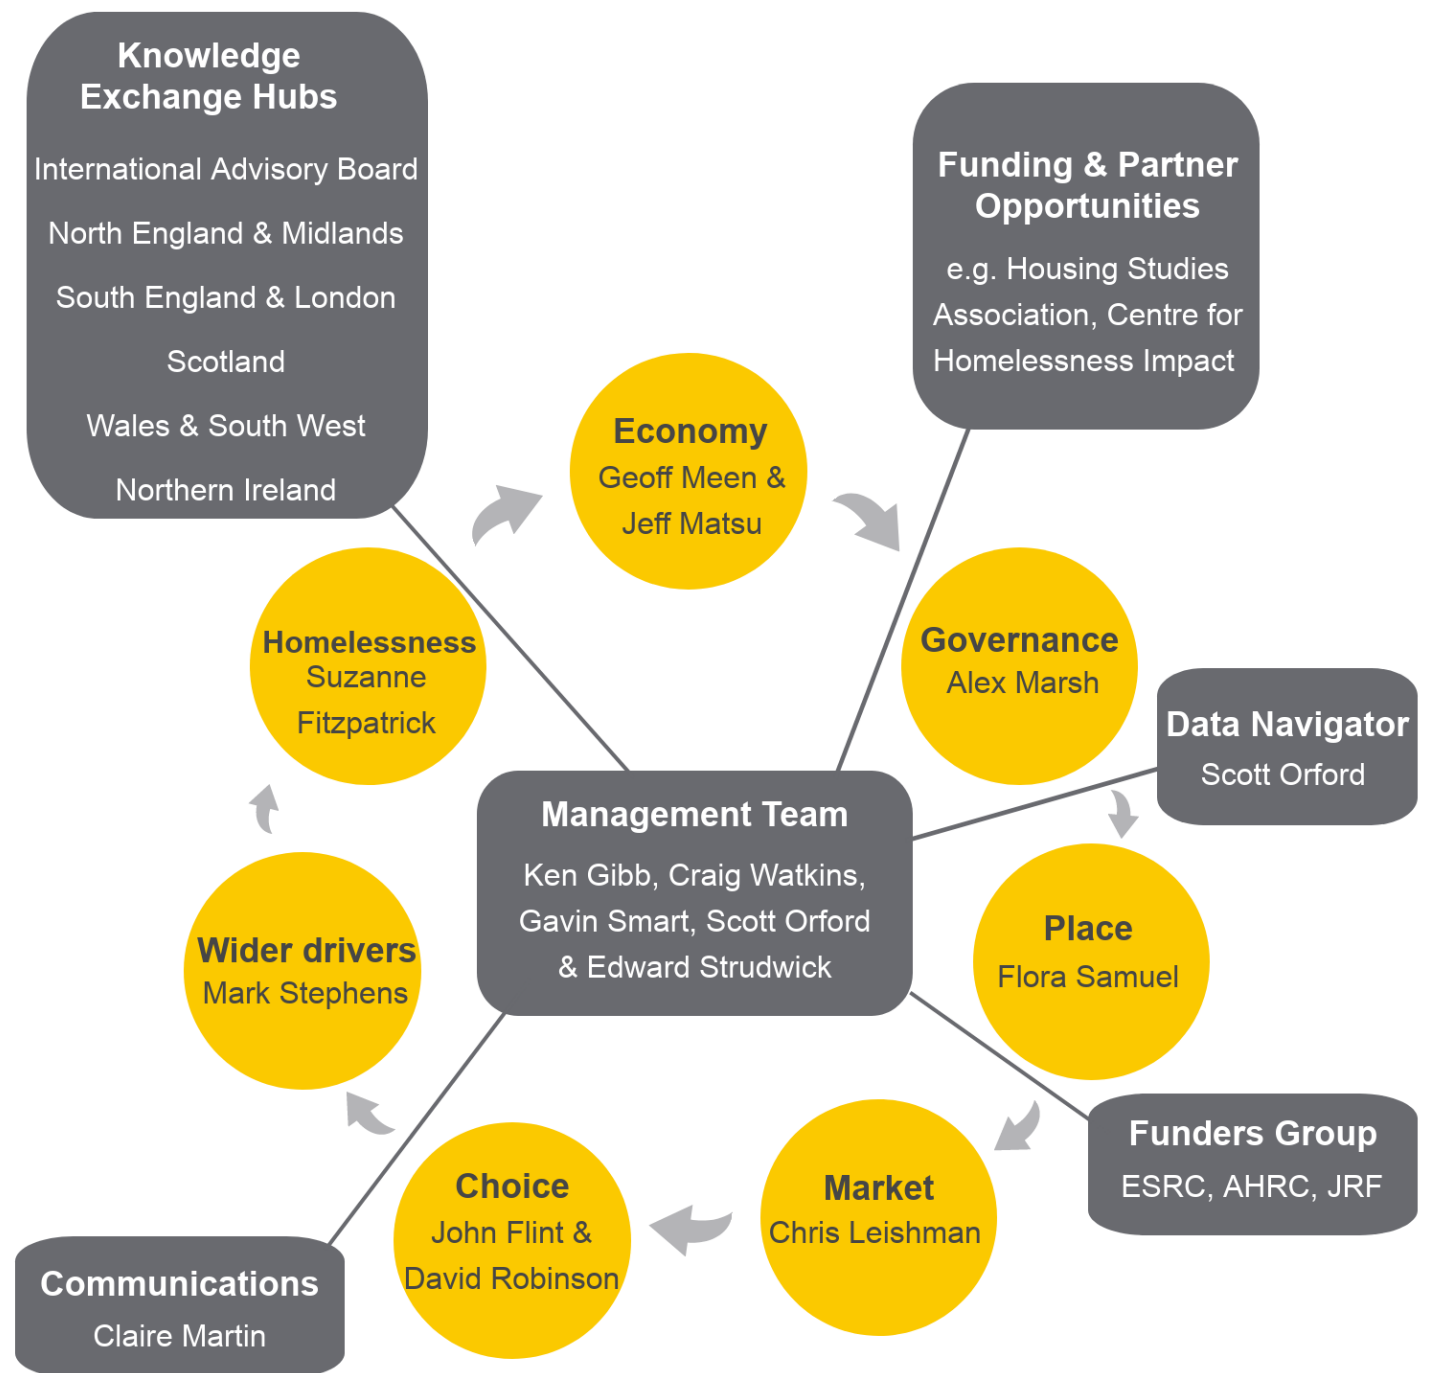 Knowledge
Exchange Hubs
International Advisory Board
North England & Midlands
South England & London
Scotland
Wales & South West
Northern Ireland
Funding & Partner
Opportunities
e.g. Housing Studies
Association, Centre for
Homelessness Impact
Economy
Geoff Meen &
Jeff Matsu
Homelessness
Suzanne
Fitzpatrick
Governance
Alex Marsh
Data Navigator
Scott Orford
Management Team
Ken Gibb, Craig Watkins,
Gavin Smart, Scott Orford
& Edward Strudwick
Wider drivers
Mark Stephens
Place
Flora Samuel
Funders Group
ESRC, AHRC, JRF
Choice
John Flint &
David Robinson
Market
Chris Leishman
Communications
Claire Martin